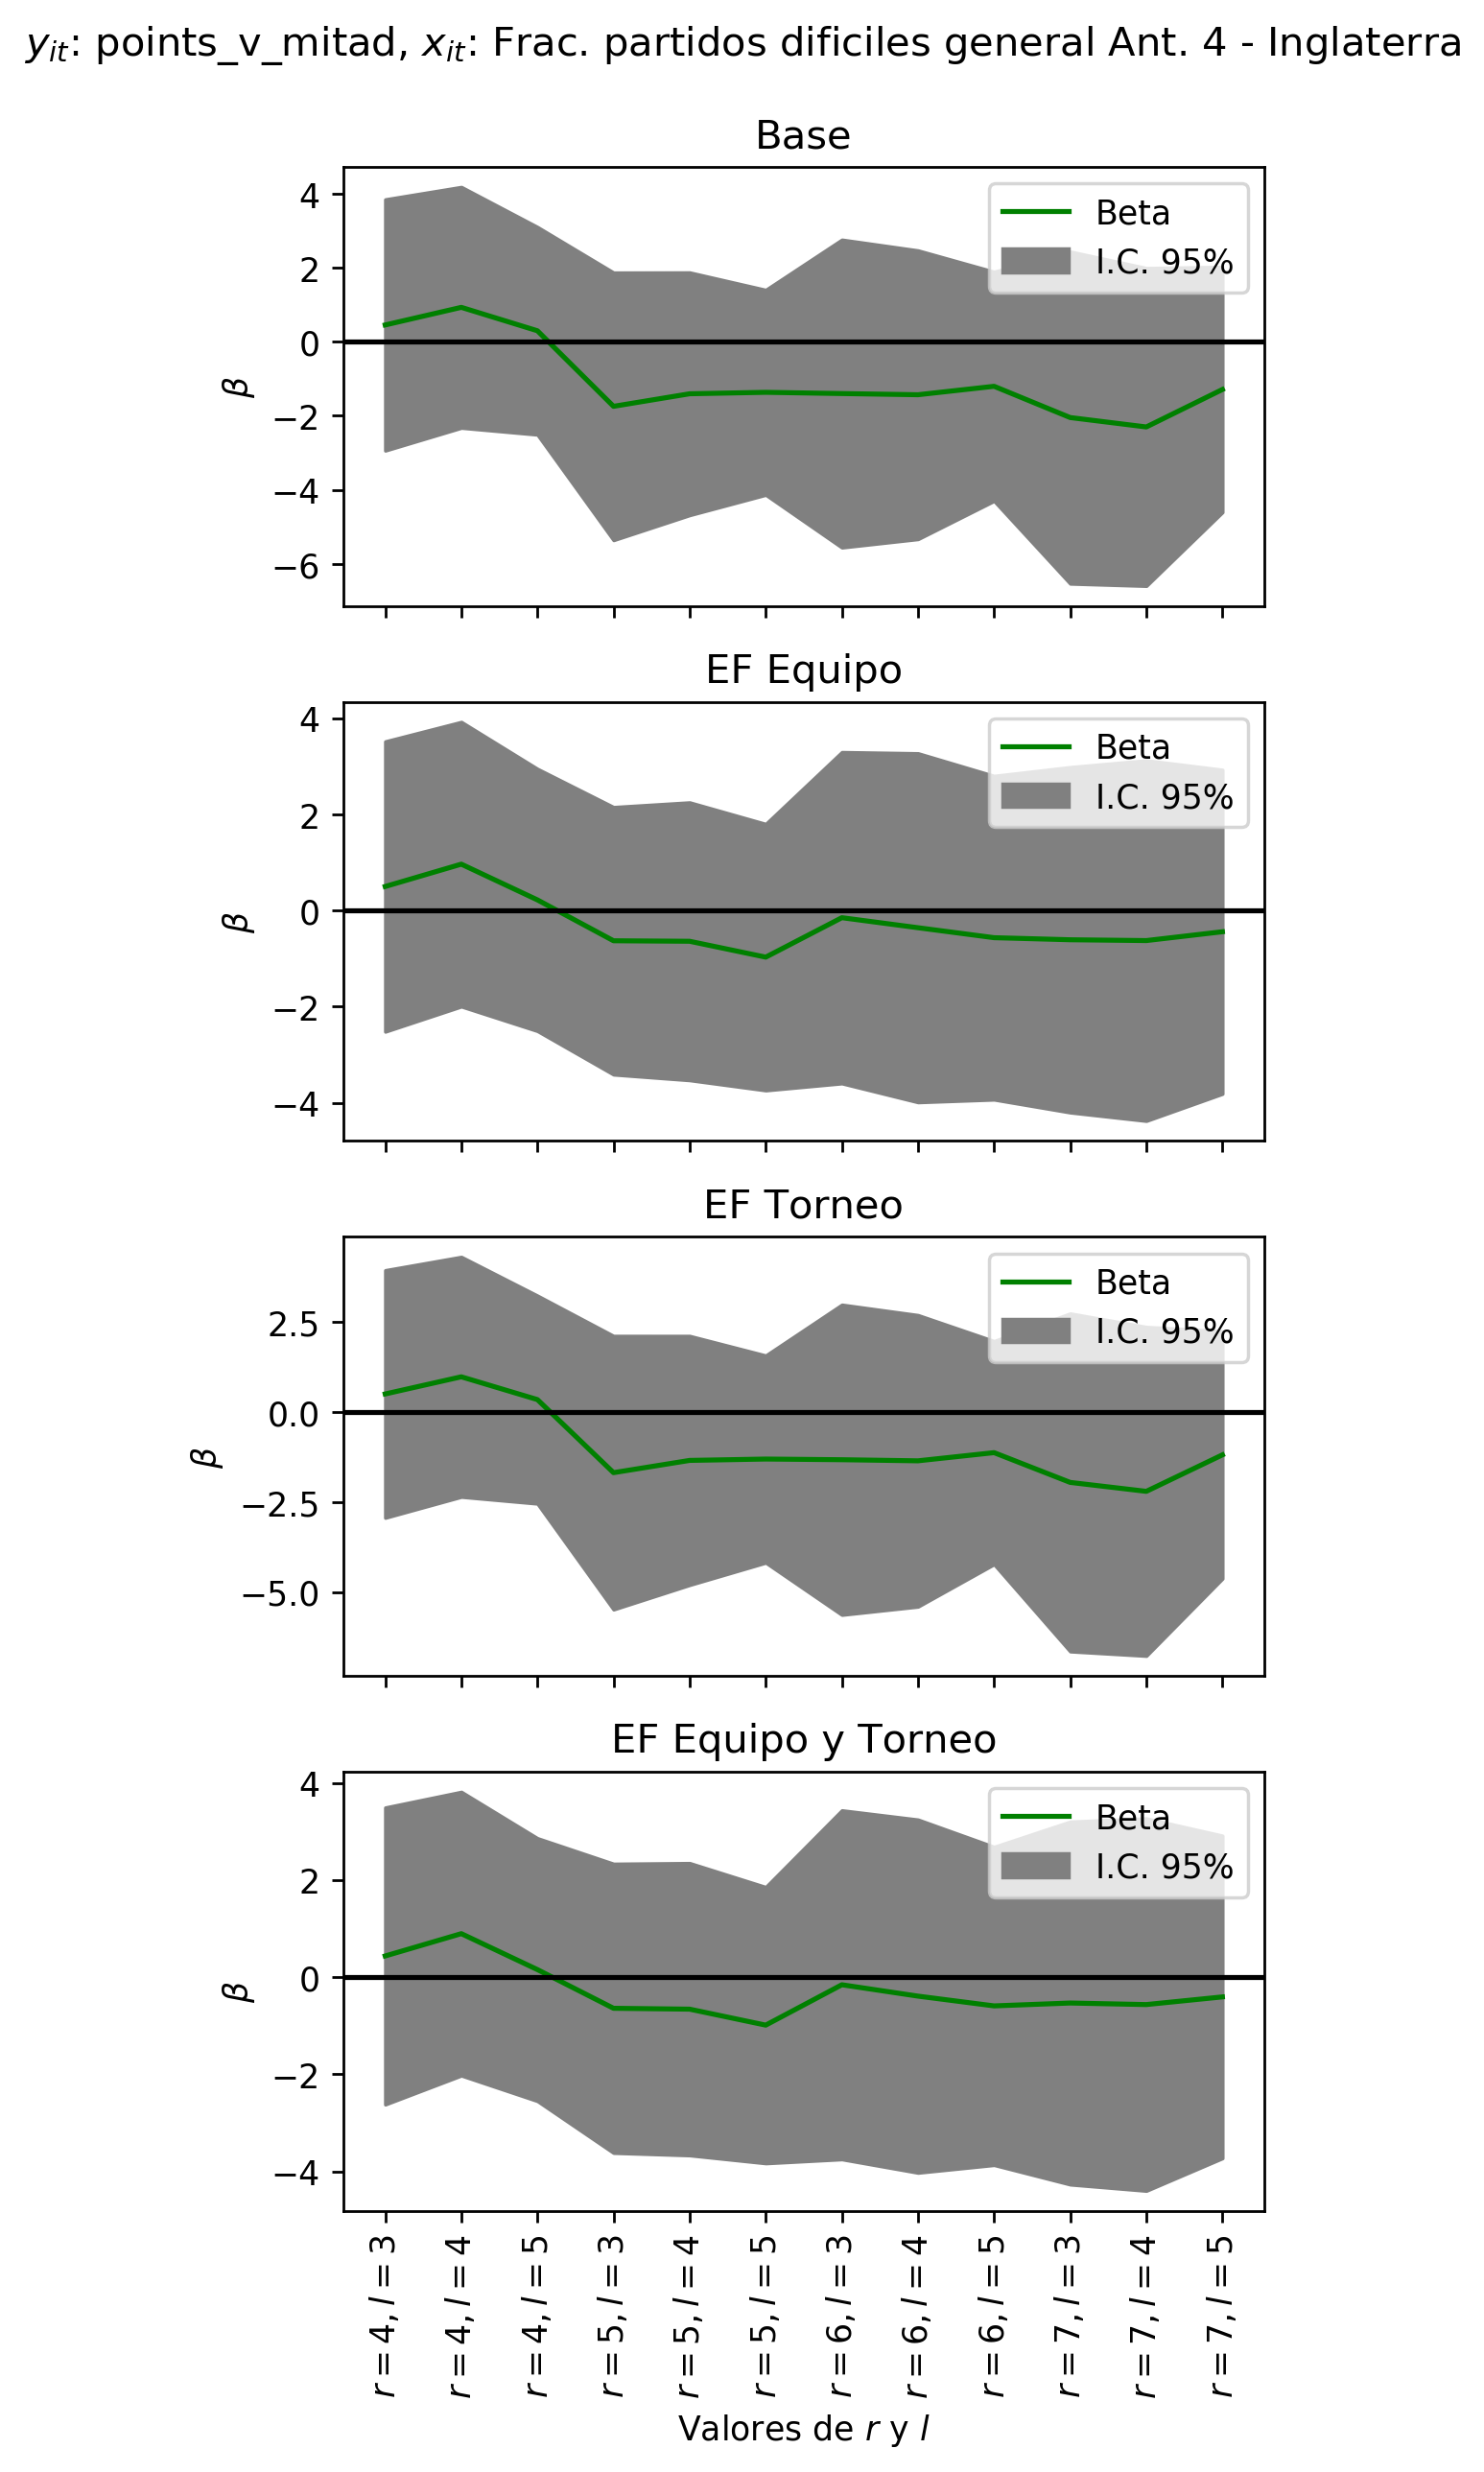 y_it: points_v_mitad, x_it: Frac. partidos dificiles general Ant. 4 - Inglaterra
Base
4
2
0
−2
−4
−6
β
Beta
I.C. 95%
EF Equipo
4
2
0
−2
−4
β
Beta
I.C. 95%
EF Torneo
2.5
0.0
−2.5
−5.0
β
Beta
I.C. 95%
EF Equipo y Torneo
4
2
0
−2
−4
β
Beta
I.C. 95%
r = 4, l = 3
r = 4, l = 4
r = 4, l = 5
r = 5, l = 3
r = 5, l = 4
r = 5, l = 5
r = 6, l = 3
r = 6, l = 4
r = 6, l = 5
r = 7, l = 3
r = 7, l = 4
r = 7, l = 5
Valores de r y l